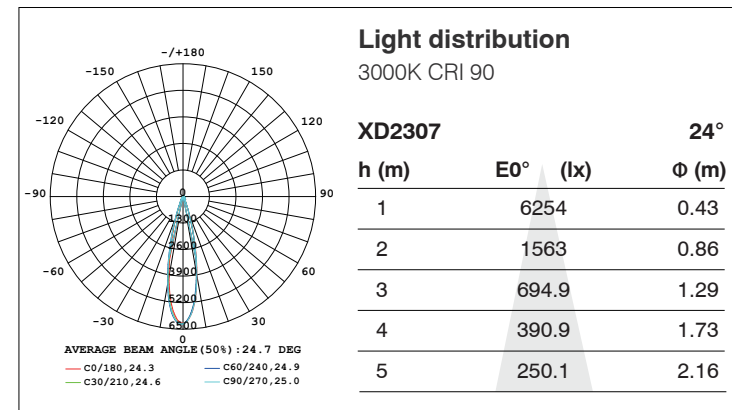 -/+180
-150
150
-120
120
-90
90
-60
60
-30
30
0
0
1300
2600
3900
5200
6500
AVERAGE BEAM ANGLE(50%):24.7 DEG
C0/180,24.3
C60/240,24.9
C30/210,24.6
C90/270,25.0
Light distribution
3000K CRI 90
XD2307 24°
h (m) E0° (lx) Φ (m)
1 6254 0.43
2 1563 0.86
3 694.9 1.29
4 390.9 1.73
5 250.1 2.16